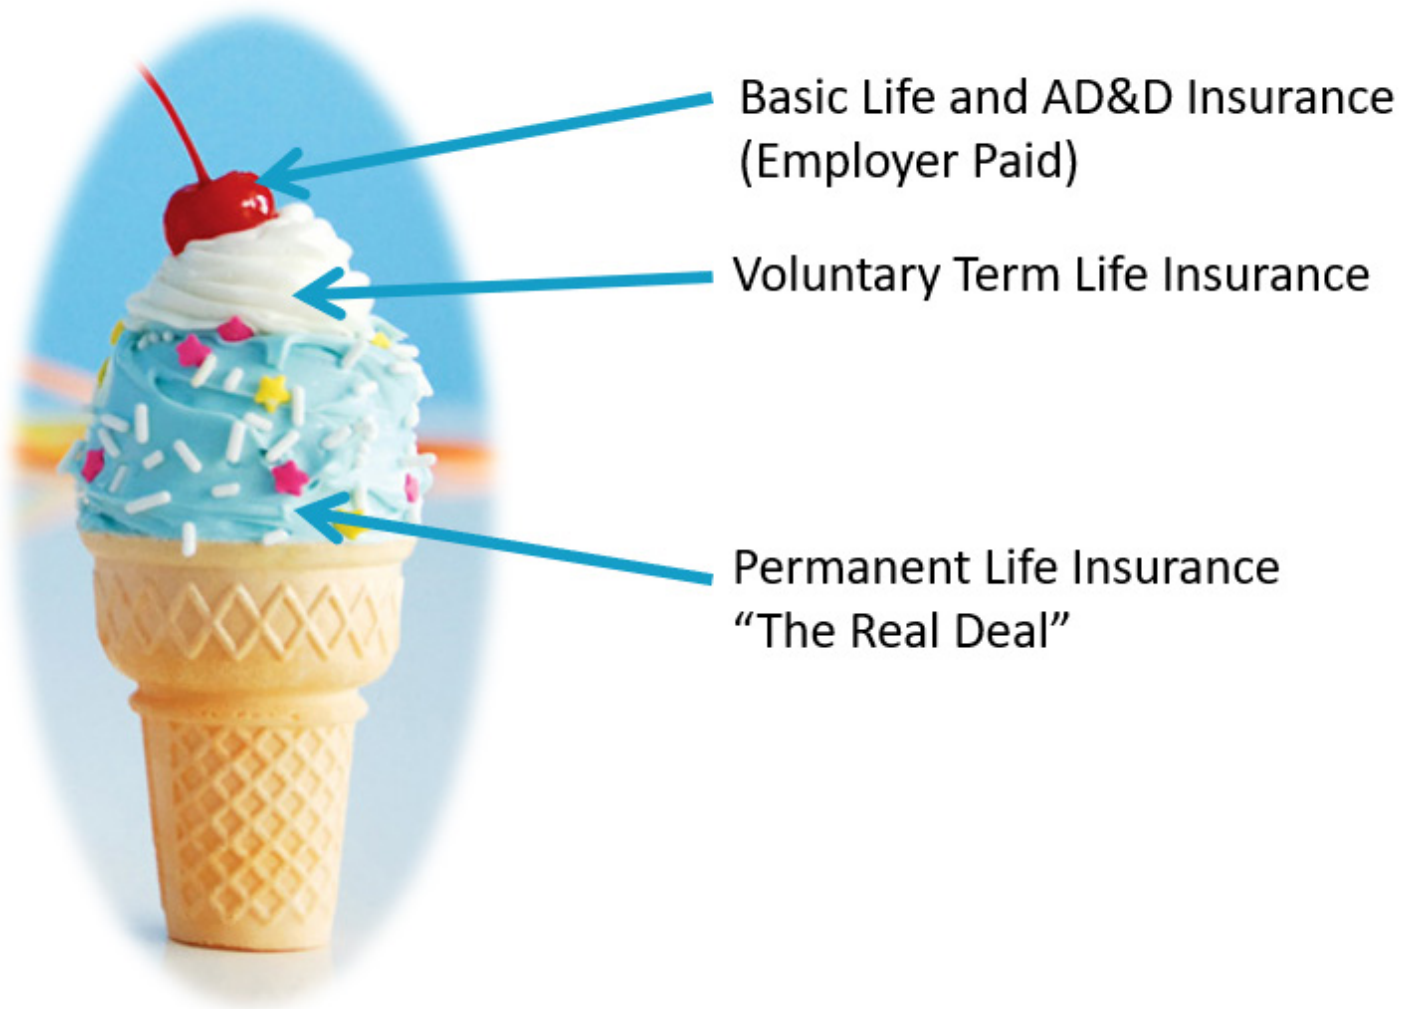 Basic Life and AD&D Insurance
(Employer Paid)
Voluntary Term Life Insurance
Permanent Life Insurance
“The Real Deal”